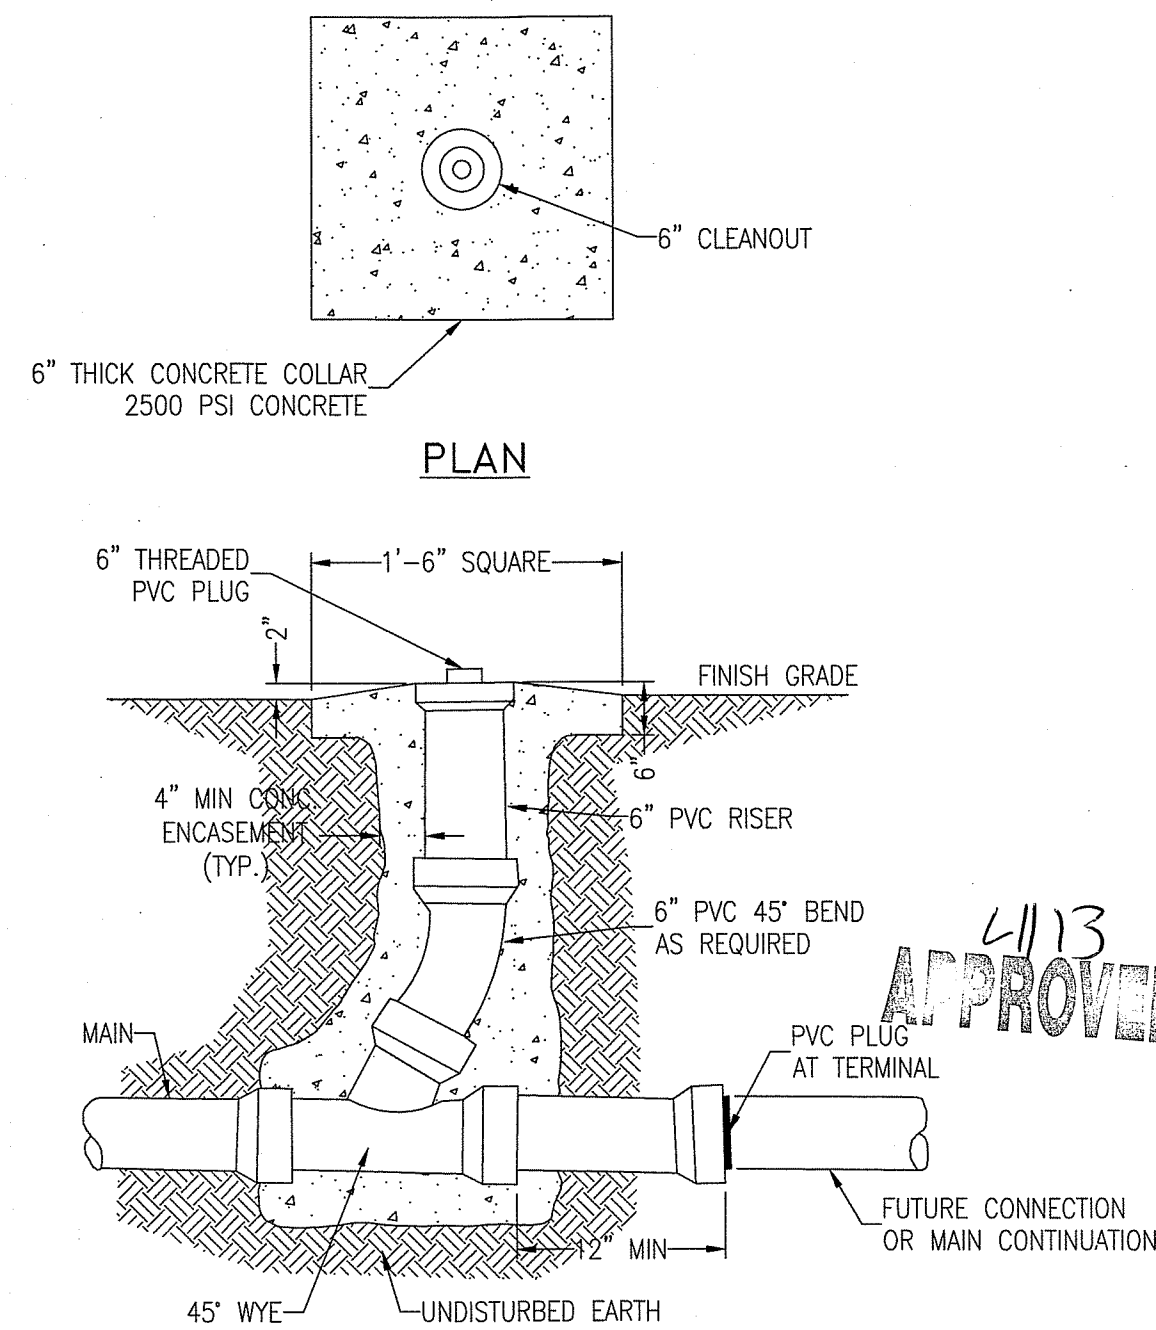 6" CLEANOUT
6" THICK CONCRETE COLLAR
2500 PSI CONCRETE
PLAN
6" THREADED
PVC PLUG
1'-6" SQUARE
2"
FINISH GRADE
6"
4" MIN CONC.
ENCASEMENT
(TYP.)
6" PVC RISER
6" PVC 45° BEND
AS REQUIRED
4/13
APPROVE
MAIN
PVC PLUG
AT TERMINAL
FUTURE CONNECTION
OR MAIN CONTINUATION
12" MIN
45° WYE
UNDISTURBED EARTH